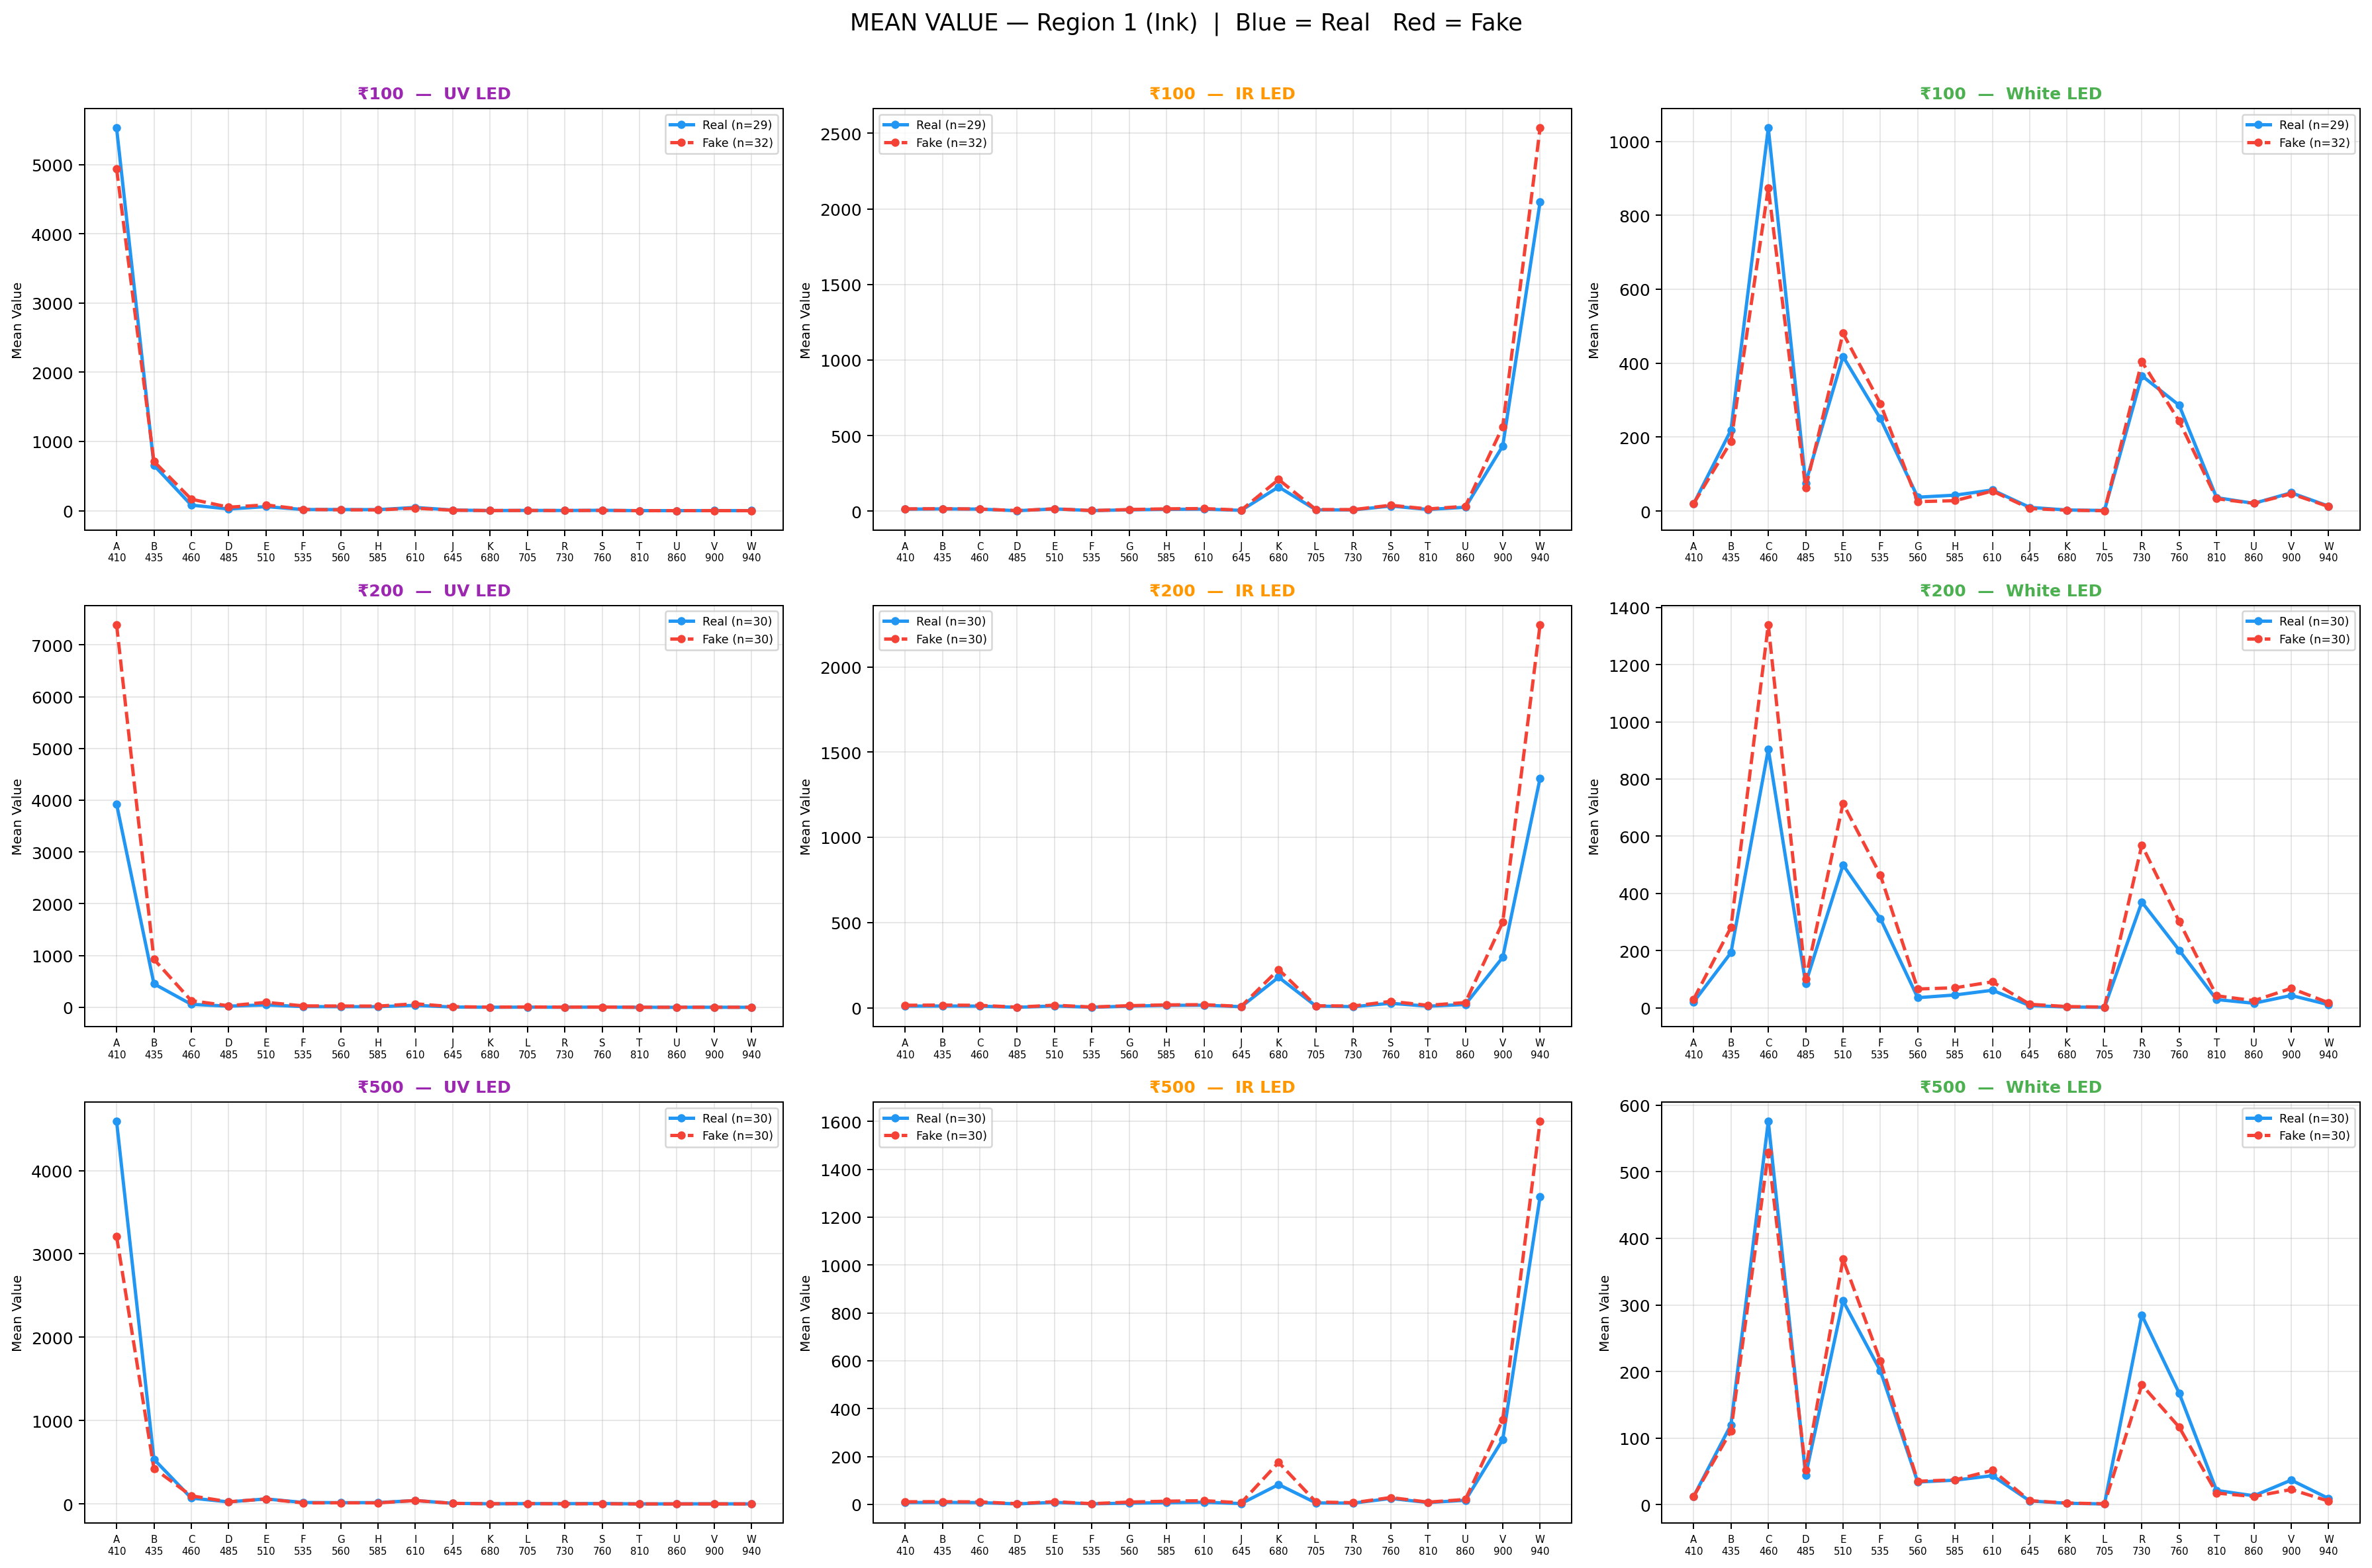 MEAN VALUE — Region 1 (Ink)  |  Blue = Real   Red = Fake
₹100  —  UV LED
Mean Value
5000
4000
3000
2000
1000
0
Real (n=29)
Fake (n=32)
A B C D E F G H I J K L R S T U V W
410 435 460 485 510 535 560 585 610 645 680 705 730 760 810 860 900 940
₹100  —  IR LED
Mean Value
2500
2000
1500
1000
500
0
Real (n=29)
Fake (n=32)
A B C D E F G H I J K L R S T U V W
410 435 460 485 510 535 560 585 610 645 680 705 730 760 810 860 900 940
₹100  —  White LED
Mean Value
1000
800
600
400
200
0
Real (n=29)
Fake (n=32)
A B C D E F G H I J K L R S T U V W
410 435 460 485 510 535 560 585 610 645 680 705 730 760 810 860 900 940
₹200  —  UV LED
Mean Value
7000
6000
5000
4000
3000
2000
1000
0
Real (n=30)
Fake (n=30)
A B C D E F G H I J K L R S T U V W
410 435 460 485 510 535 560 585 610 645 680 705 730 760 810 860 900 940
₹200  —  IR LED
Mean Value
2000
1500
1000
500
0
Real (n=30)
Fake (n=30)
A B C D E F G H I J K L R S T U V W
410 435 460 485 510 535 560 585 610 645 680 705 730 760 810 860 900 940
₹200  —  White LED
Mean Value
1400
1200
1000
800
600
400
200
0
Real (n=30)
Fake (n=30)
A B C D E F G H I J K L R S T U V W
410 435 460 485 510 535 560 585 610 645 680 705 730 760 810 860 900 940
₹500  —  UV LED
Mean Value
4000
3000
2000
1000
0
Real (n=30)
Fake (n=30)
A B C D E F G H I J K L R S T U V W
410 435 460 485 510 535 560 585 610 645 680 705 730 760 810 860 900 940
₹500  —  IR LED
Mean Value
1600
1400
1200
1000
800
600
400
200
0
Real (n=30)
Fake (n=30)
A B C D E F G H I J K L R S T U V W
410 435 460 485 510 535 560 585 610 645 680 705 730 760 810 860 900 940
₹500  —  White LED
Mean Value
600
500
400
300
200
100
0
Real (n=30)
Fake (n=30)
A B C D E F G H I J K L R S T U V W
410 435 460 485 510 535 560 585 610 645 680 705 730 760 810 860 900 940